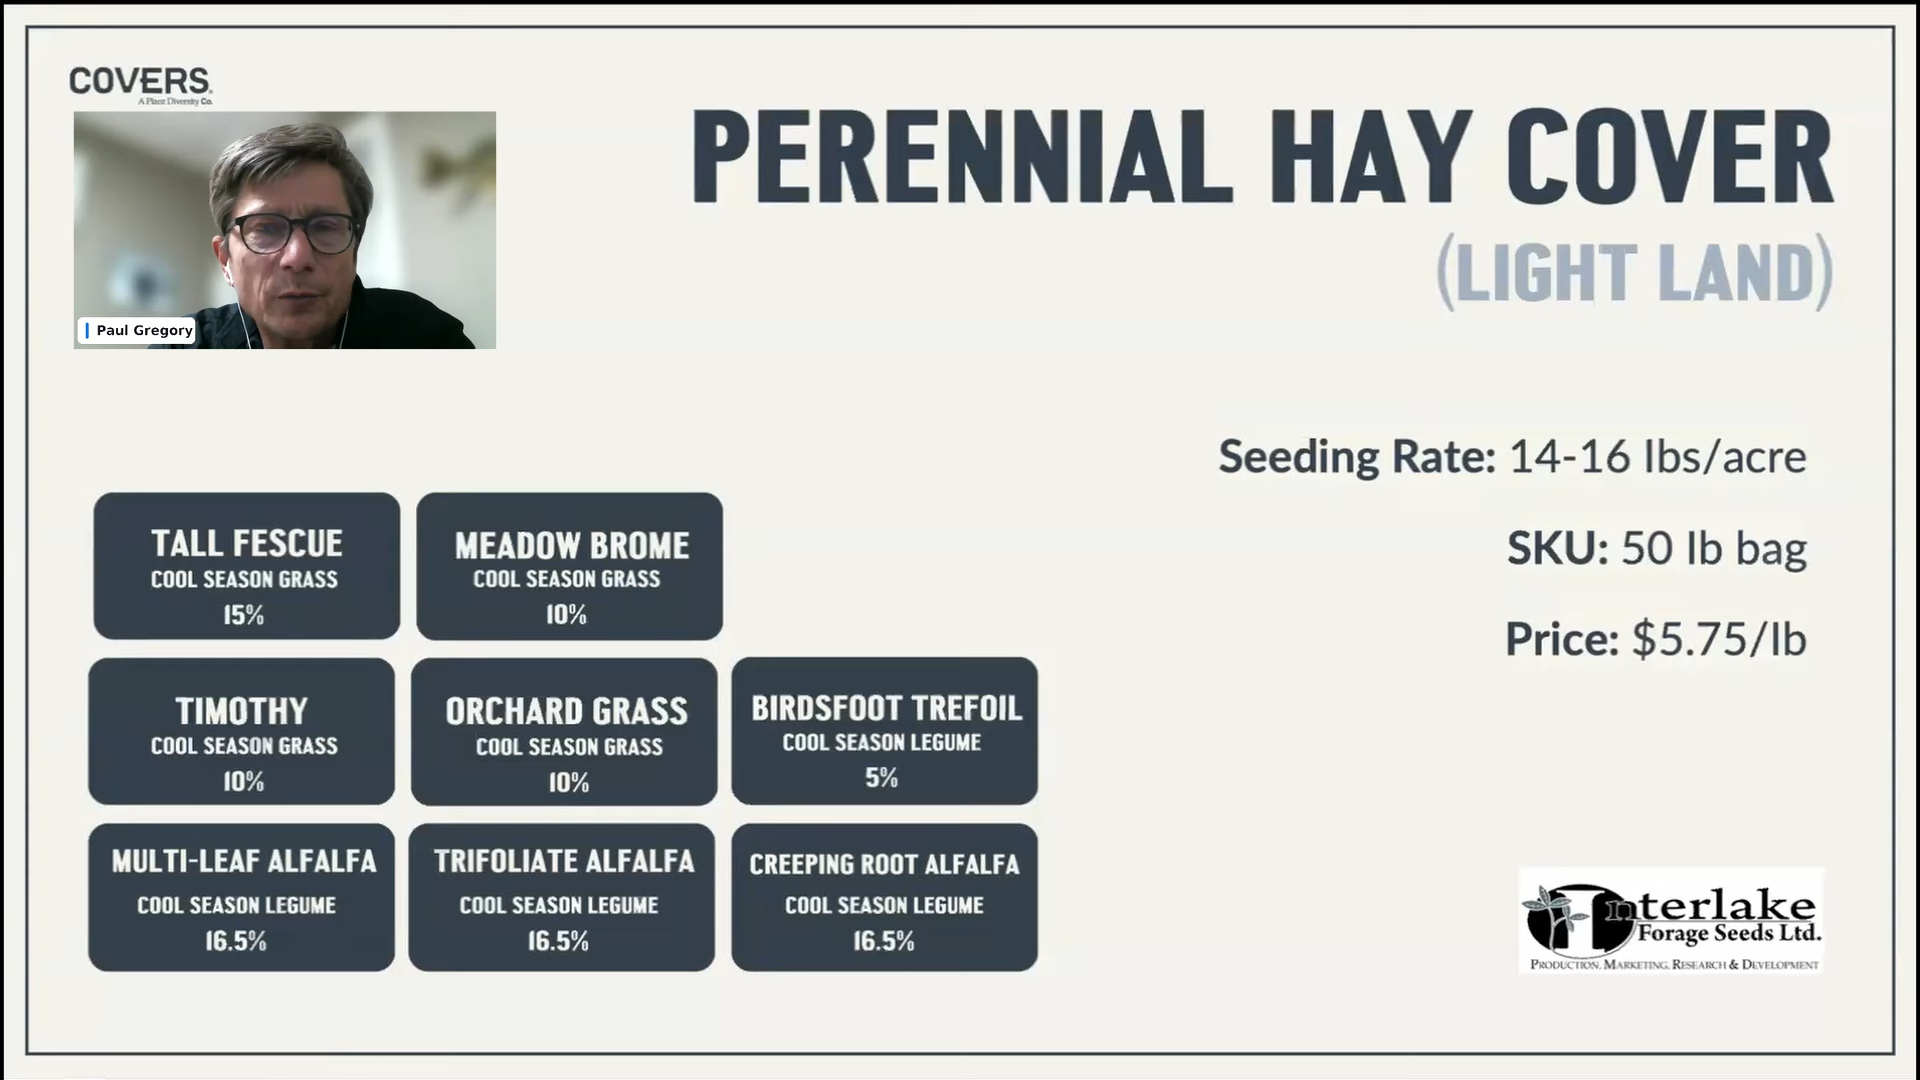 COVERS.
A Plant Diversity Co.
Paul Gregory
PERENNIAL HAY COVER
(LIGHT LAND)
Seeding Rate: 14-16 lbs/acre
SKU: 50 lb bag
Price: $5.75/lb
TALL FESCUE
COOL SEASON GRASS
15%
MEADOW BROME
COOL SEASON GRASS
10%
TIMOTHY
COOL SEASON GRASS
10%
ORCHARD GRASS
COOL SEASON GRASS
10%
BIRDSFOOT TREFOIL
COOL SEASON LEGUME
5%
MULTI-LEAF ALFALFA
COOL SEASON LEGUME
16.5%
TRIFOLIATE ALFALFA
COOL SEASON LEGUME
16.5%
CREEPING ROOT ALFALFA
COOL SEASON LEGUME
16.5%
Interlake
Forage Seeds Ltd.
PRODUCTION, MARKETING, RESEARCH & DEVELOPMENT